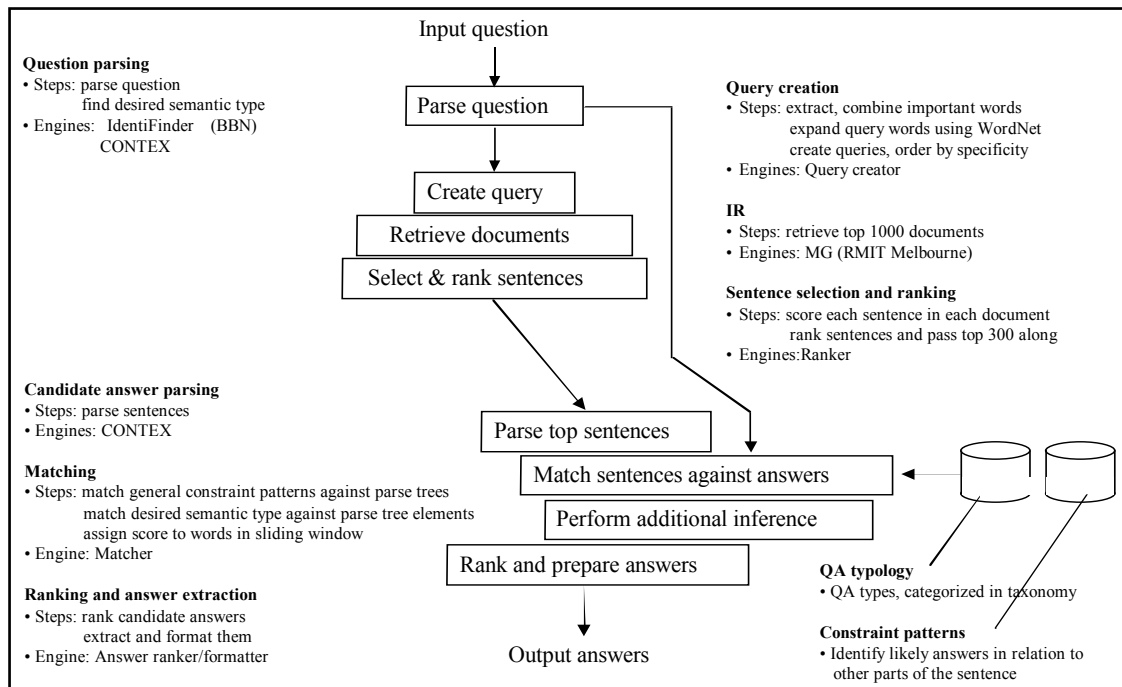 Input question
Question parsing
• Steps: parse question
find desired semantic type
• Engines: IdentiFinder (BBN)
CONTEX
Parse question
Create query
Retrieve documents
Select & rank sentences
Query creation
• Steps: extract, combine important words
expand query words using WordNet
create queries, order by specificity
• Engines: Query creator
IR
• Steps: retrieve top 1000 documents
• Engines: MG (RMIT Melbourne)
Sentence selection and ranking
• Steps: score each sentence in each document
rank sentences and pass top 300 along
• Engines:Ranker
Candidate answer parsing
• Steps: parse sentences
• Engines: CONTEX
Matching
• Steps: match general constraint patterns against parse trees
match desired semantic type against parse tree elements
assign score to words in sliding window
• Engine: Matcher
Ranking and answer extraction
• Steps: rank candidate answers
extract and format them
• Engine: Answer ranker/formatter
Parse top sentences
Match sentences against answers
Perform additional inference
Rank and prepare answers
Output answers
QA typology
• QA types, categorized in taxonomy
Constraint patterns
• Identify likely answers in relation to
other parts of the sentence